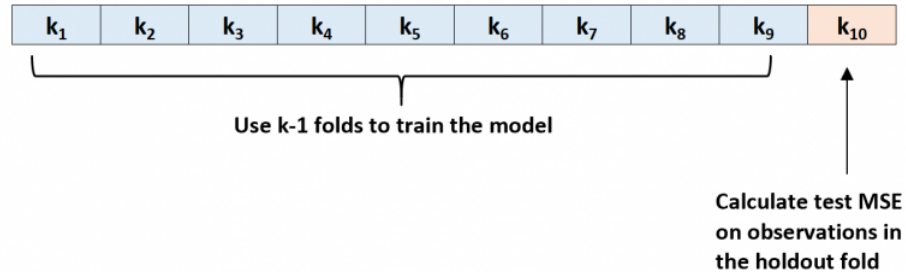 k₁ k₂ k₃ k₄ k₅ k₆ k₇ k₈ k₉ k₁₀
Use k-1 folds to train the model
Calculate test MSE
on observations in
the holdout fold